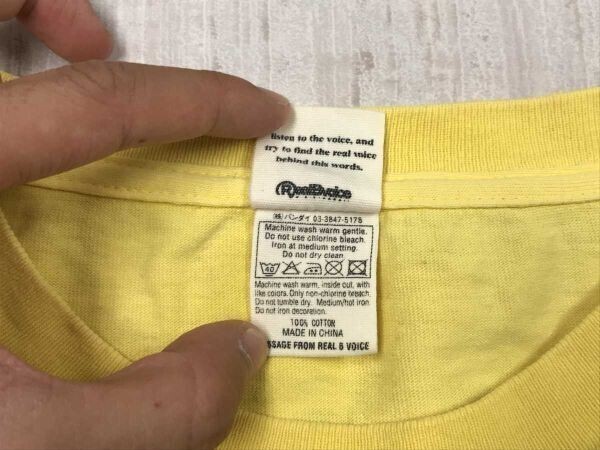 listen to the voice, and
try to find the real voice
behind this words.
RealBvoice
(株)バンダイ 03-3847-5178
Machine wash warm gentle.
Do not use chlorine bleach.
Iron at medium setting.
Do not dry clean.
40
Machine wash warm, inside out, with
like colors. Only non-chlorine bleach.
Do not tumble dry. Medium/hot iron.
Do not iron decoration.
100% COTTON
MADE IN CHINA
SSAGE FROM REAL B VOICE